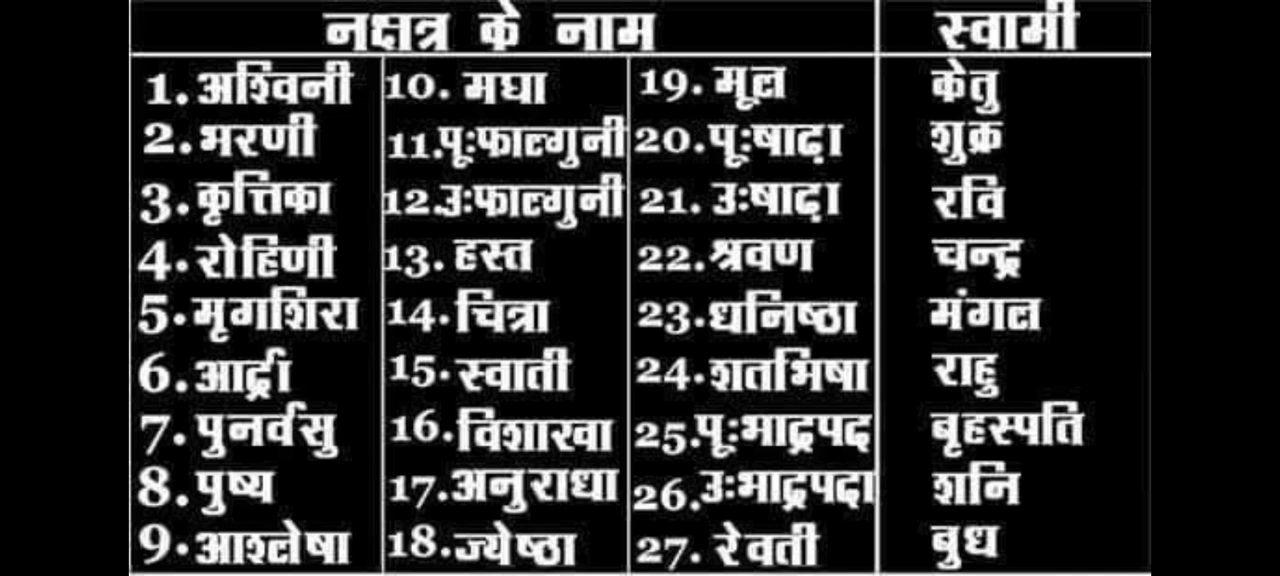 नक्षत्र के नाम स्वामी
1. अश्विनी 10. मघा 19. मूल केतु
2. भरणी 11. पूःफाल्गुनी 20. पूःषाढ़ा शुक्र
3. कृत्तिका 12. उःफाल्गुनी 21. उःषाढ़ा रवि
4. रोहिणी 13. हस्त 22. श्रवण चन्द्र
5. मृगशिरा 14. चित्रा 23. धनिष्ठा मंगल
6. आर्द्रा 15. स्वाती 24. शतभिषा राहु
7. पुनर्वसु 16. विशाखा 25. पूःभाद्रपद बृहस्पति
8. पुष्य 17. अनुराधा 26. उःभाद्रपदा शनि
9. आश्लेषा 18. ज्येष्ठा 27. रेवती बुध